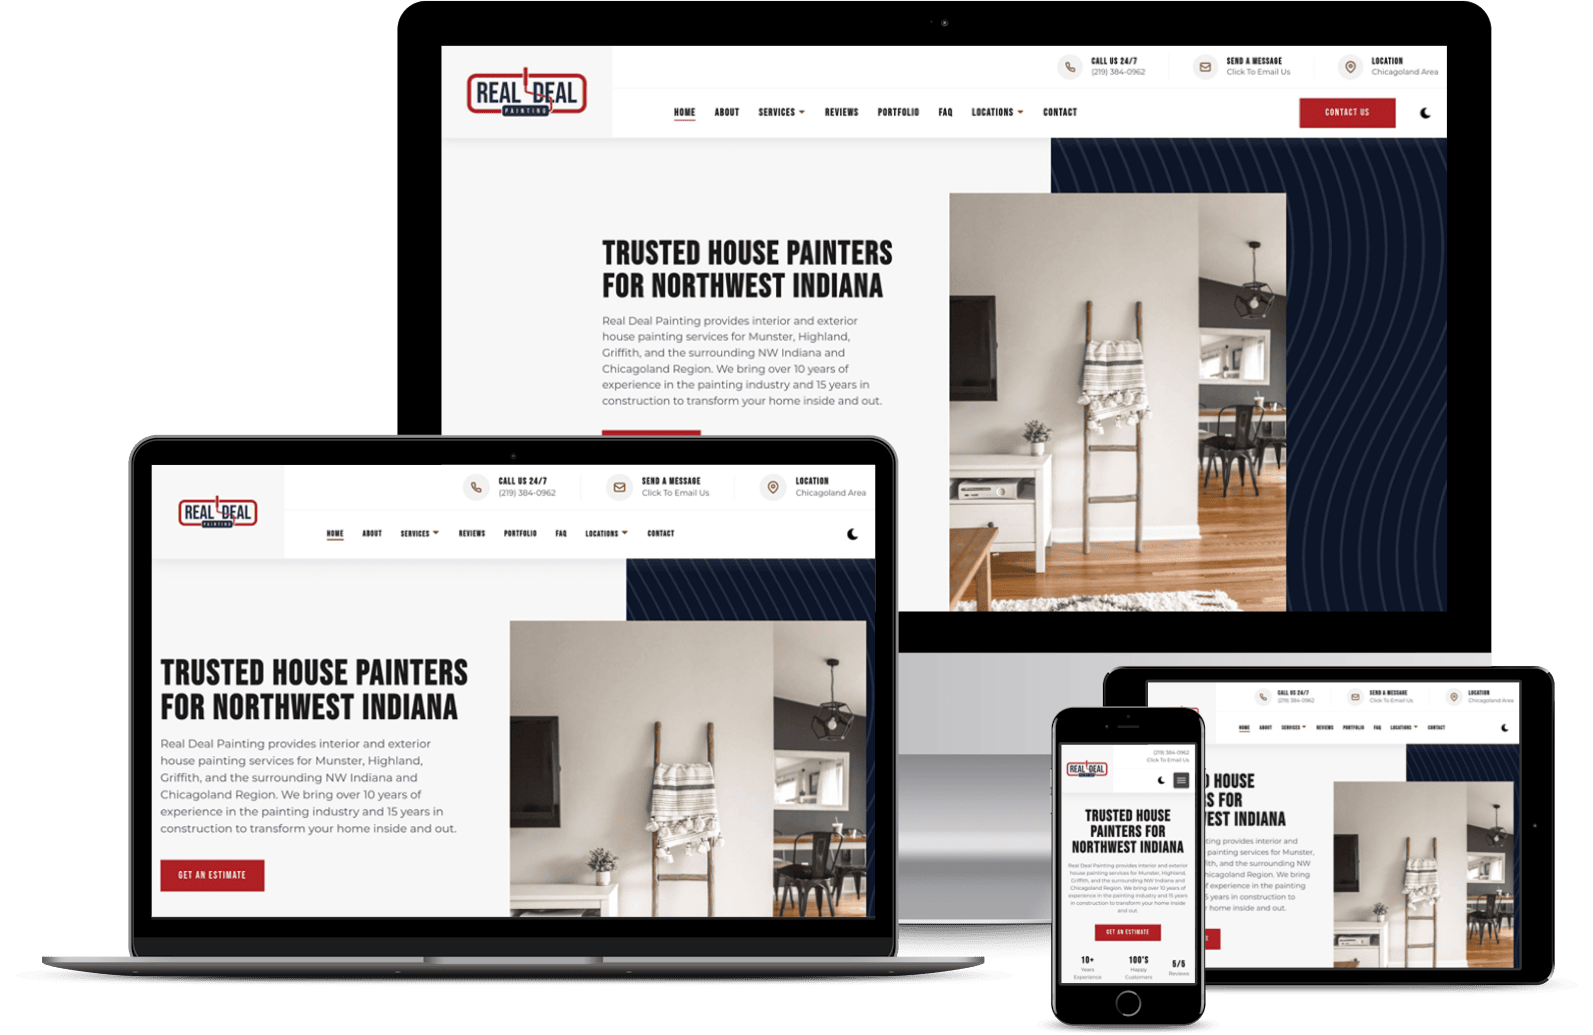 REAL DEAL
PAINTING
CALL US 24/7
(219) 384-0962
SEND A MESSAGE
Click To Email Us
LOCATION
Chicagoland Area
HOME ABOUT SERVICES REVIEWS PORTFOLIO FAQ LOCATIONS CONTACT
CONTACT US
TRUSTED HOUSE PAINTERS
FOR NORTHWEST INDIANA
Real Deal Painting provides interior and exterior
house painting services for Munster, Highland,
Griffith, and the surrounding NW Indiana and
Chicagoland Region. We bring over 10 years of
experience in the painting industry and 15 years in
construction to transform your home inside and out.
REAL DEAL
PAINTING
CALL US 24/7
(219) 384-0962
SEND A MESSAGE
Click To Email Us
LOCATION
Chicagoland Area
HOME ABOUT SERVICES REVIEWS PORTFOLIO FAQ LOCATIONS CONTACT
TRUSTED HOUSE PAINTERS
FOR NORTHWEST INDIANA
Real Deal Painting provides interior and exterior
house painting services for Munster, Highland,
Griffith, and the surrounding NW Indiana and
Chicagoland Region. We bring over 10 years of
experience in the painting industry and 15 years in
construction to transform your home inside and out.
GET AN ESTIMATE
(219) 384-0962
Click To Email Us
REAL DEAL
PAINTING
TRUSTED HOUSE
PAINTERS FOR
NORTHWEST INDIANA
Real Deal Painting provides interior and exterior
house painting services for Munster, Highland,
Griffith, and the surrounding NW Indiana and
Chicagoland Region. We bring over 10 years of
experience in the painting industry and 15 years
in construction to transform your home inside
and out.
GET AN ESTIMATE
10+
Years
Experience
100'S
Happy
Customers
5/5
Reviews
CALL US 24/7
(219) 384-0962
SEND A MESSAGE
Click To Email Us
LOCATION
Chicagoland Area
HOME ABOUT SERVICES REVIEWS PORTFOLIO FAQ LOCATIONS CONTACT
HOUSE
FOR
EST INDIANA
ting provides interior and
painting services for Munster,
fith, and the surrounding NW
hicagoland Region. We bring
f experience in the painting
5 years in construction to
r home inside and out.